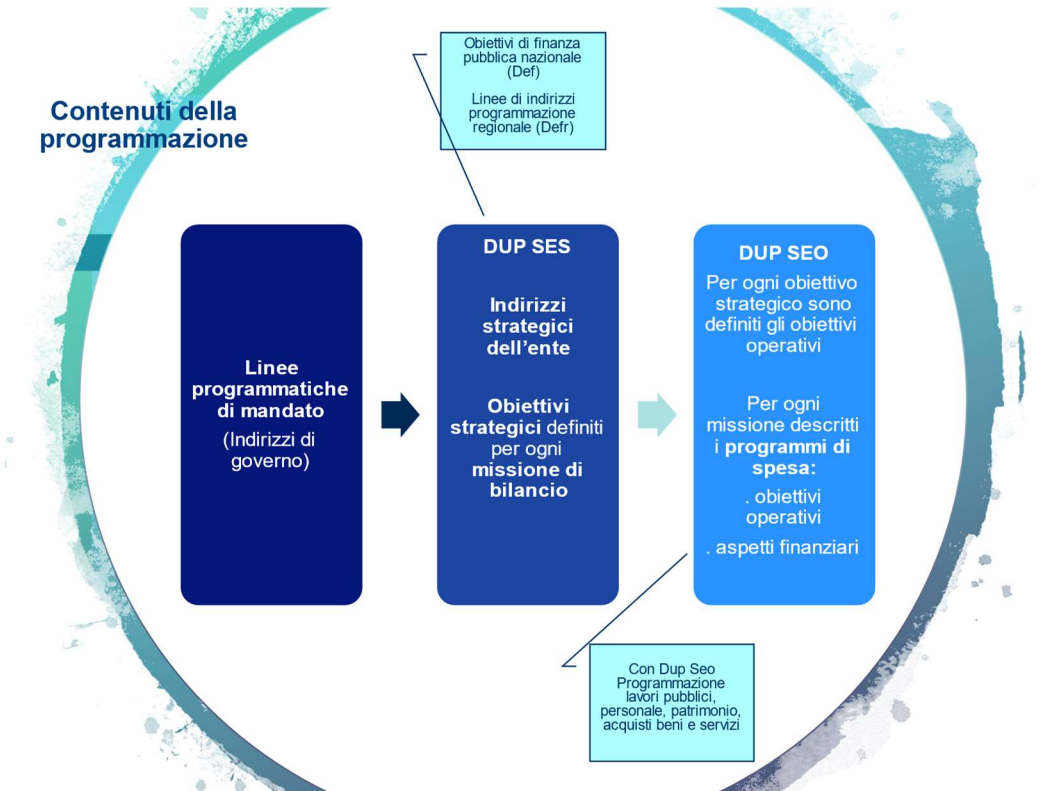 Contenuti della
programmazione
Obiettivi di finanza
pubblica nazionale
(Def)
Linee di indirizzi
programmazione
regionale (Defr)
Linee
programmatiche
di mandato
(Indirizzi di
governo)
DUP SES
Indirizzi
strategici
dell'ente
Obiettivi
strategici definiti
per ogni
missione di
bilancio
DUP SEO
Per ogni obiettivo
strategico sono
definiti gli obiettivi
operativi
Per ogni
missione descritti
i programmi di
spesa:
. obiettivi
operativi
. aspetti finanziari
Con Dup Seo
Programmazione
lavori pubblici,
personale, patrimonio,
acquisti beni e servizi